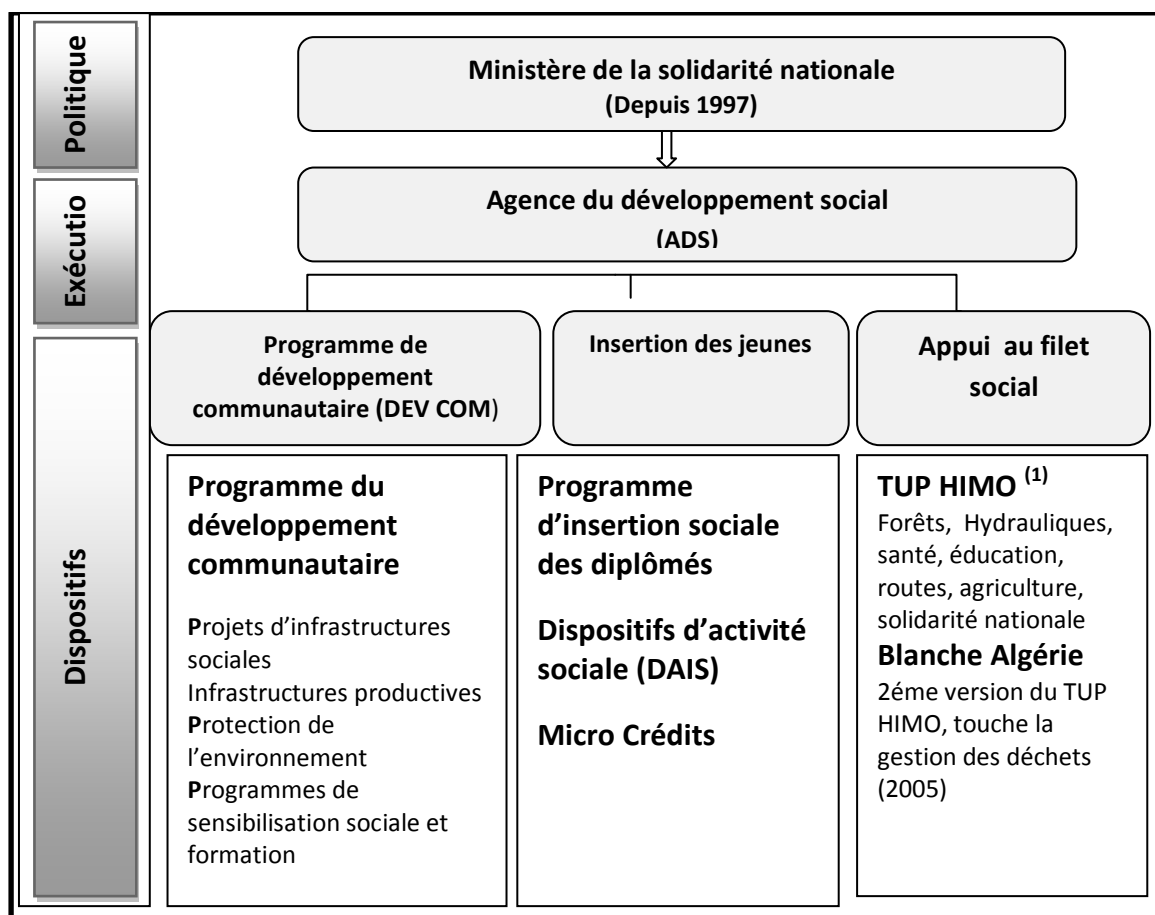 Politique
Ministère de la solidarité nationale
(Depuis 1997)
Exécutio
Agence du développement social
(ADS)
Programme de
développement
communautaire (DEV COM)
Insertion des jeunes
Appui au filet
social
Dispositifs
Programme du
développement
communautaire
Projets d'infrastructures
sociales
Infrastructures productives
Protection de
l'environnement
Programmes de
sensibilisation sociale et
formation
Programme
d'insertion sociale
des diplômés
Dispositifs d'activité
sociale (DAIS)
Micro Crédits
TUP HIMO (1)
Forêts, Hydrauliques,
santé, éducation,
routes, agriculture,
solidarité nationale
Blanche Algérie
2éme version du TUP
HIMO, touche la
gestion des déchets
(2005)